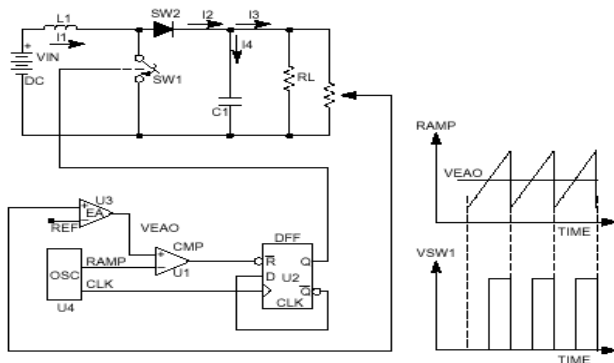 L1
SW2
I2
I3
I1
I4
VIN
DC
SW1
C1
RL
RAMP
VEAO
TIME
U3
EA
REF
VEAO
DFF
RAMP
CMP
R
Q
OSC
U1
D
U2
Q
CLK
CLK
U4
VSW1
TIME